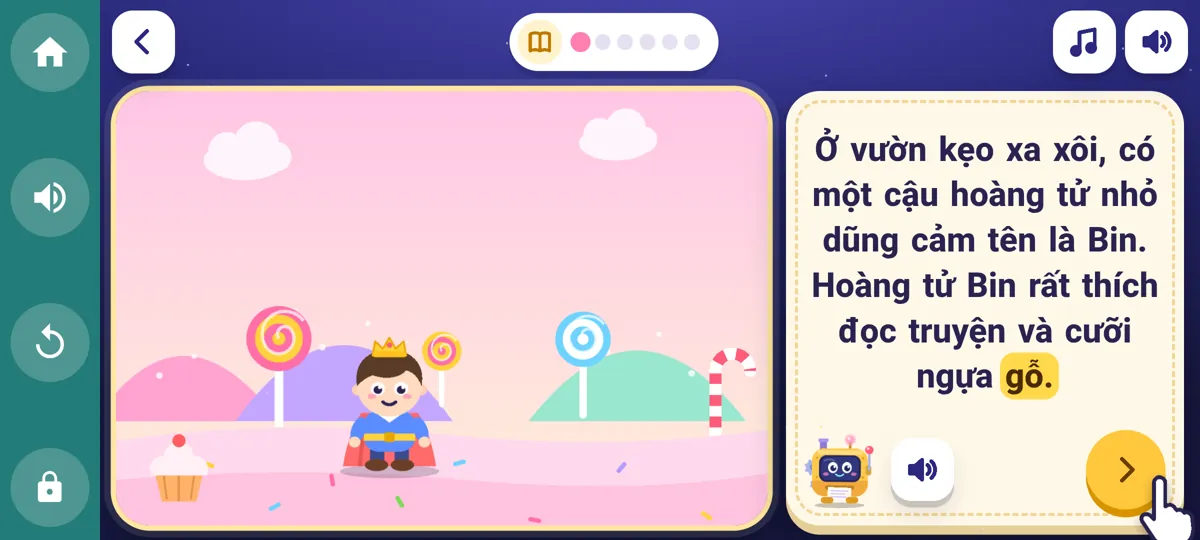 Ở vườn kẹo xa xôi, có
một cậu hoàng tử nhỏ
dũng cảm tên là Bin.
Hoàng tử Bin rất thích
đọc truyện và cưỡi
ngựa gỗ.